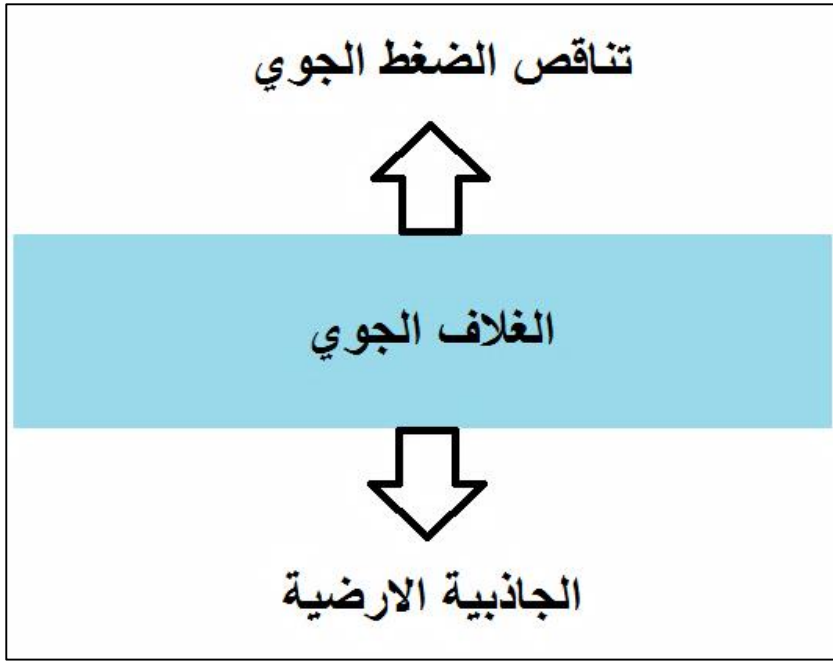 تناقص الضغط الجوي
الغلاف الجوي
الجاذبية الارضية